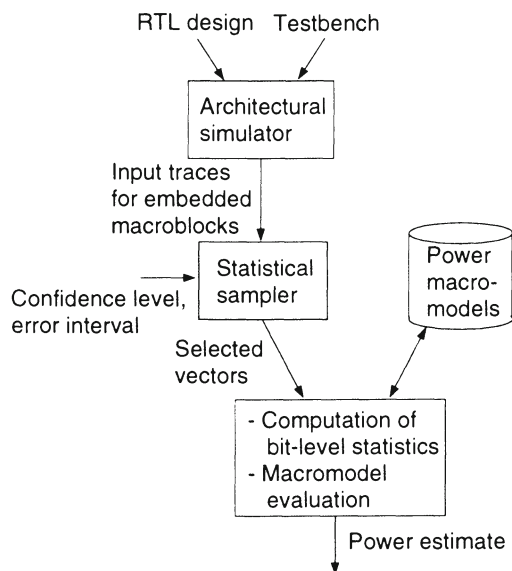 RTL design
Testbench
Architectural
simulator
Input traces
for embedded
macroblocks
Statistical
sampler
Power
macro-
models
Confidence level,
error interval
Selected
vectors
- Computation of
bit-level statistics
- Macromodel
evaluation
Power estimate